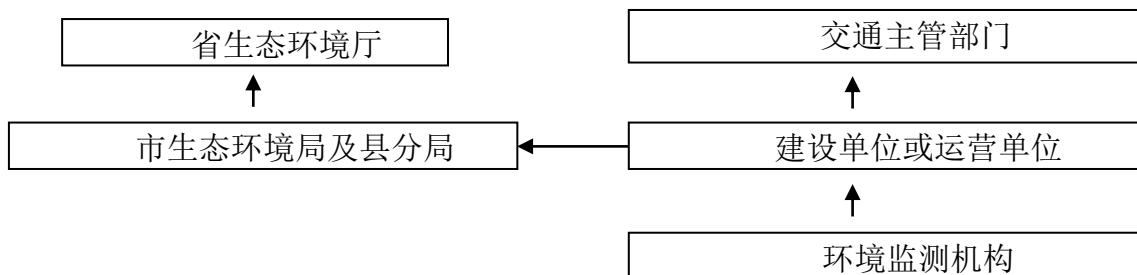 省生态环境厅
交通主管部门
市生态环境局及县分局
建设单位或运营单位
环境监测机构